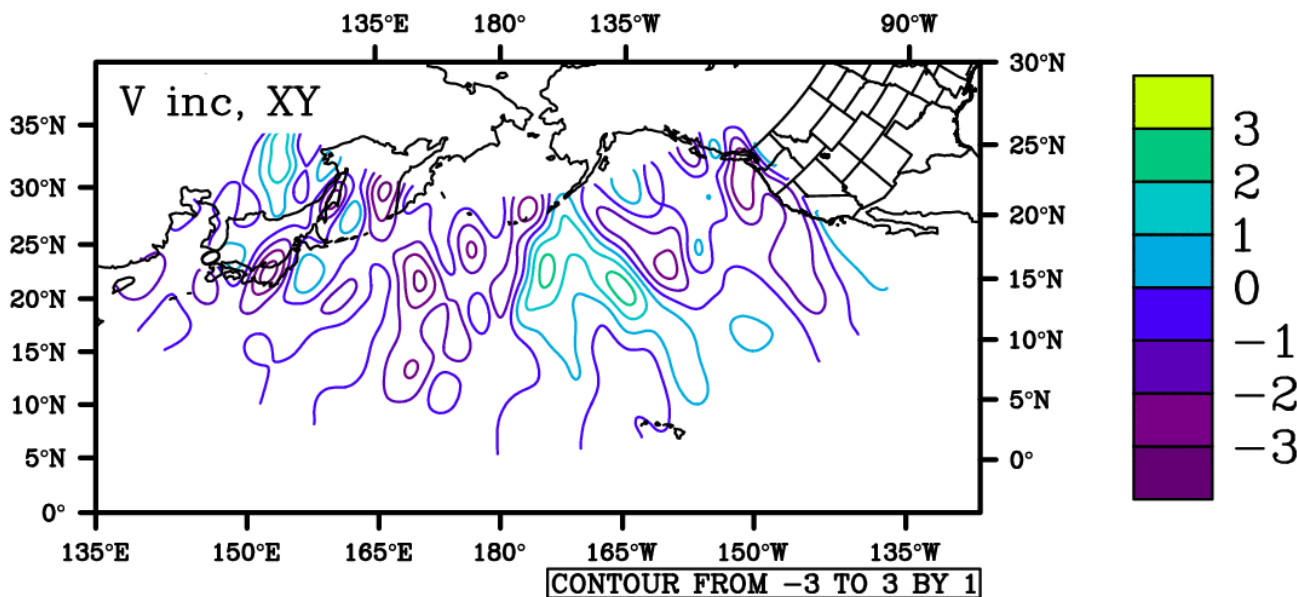 135°E 180° 135°W 90°W
V inc, XY
35°N
30°N
25°N
20°N
15°N
10°N
5°N
0°
30°N
25°N
20°N
15°N
10°N
5°N
0°
135°E 150°E 165°E 180° 165°W 150°W 135°W
CONTOUR FROM -3 TO 3 BY 1
3
2
1
0
-1
-2
-3